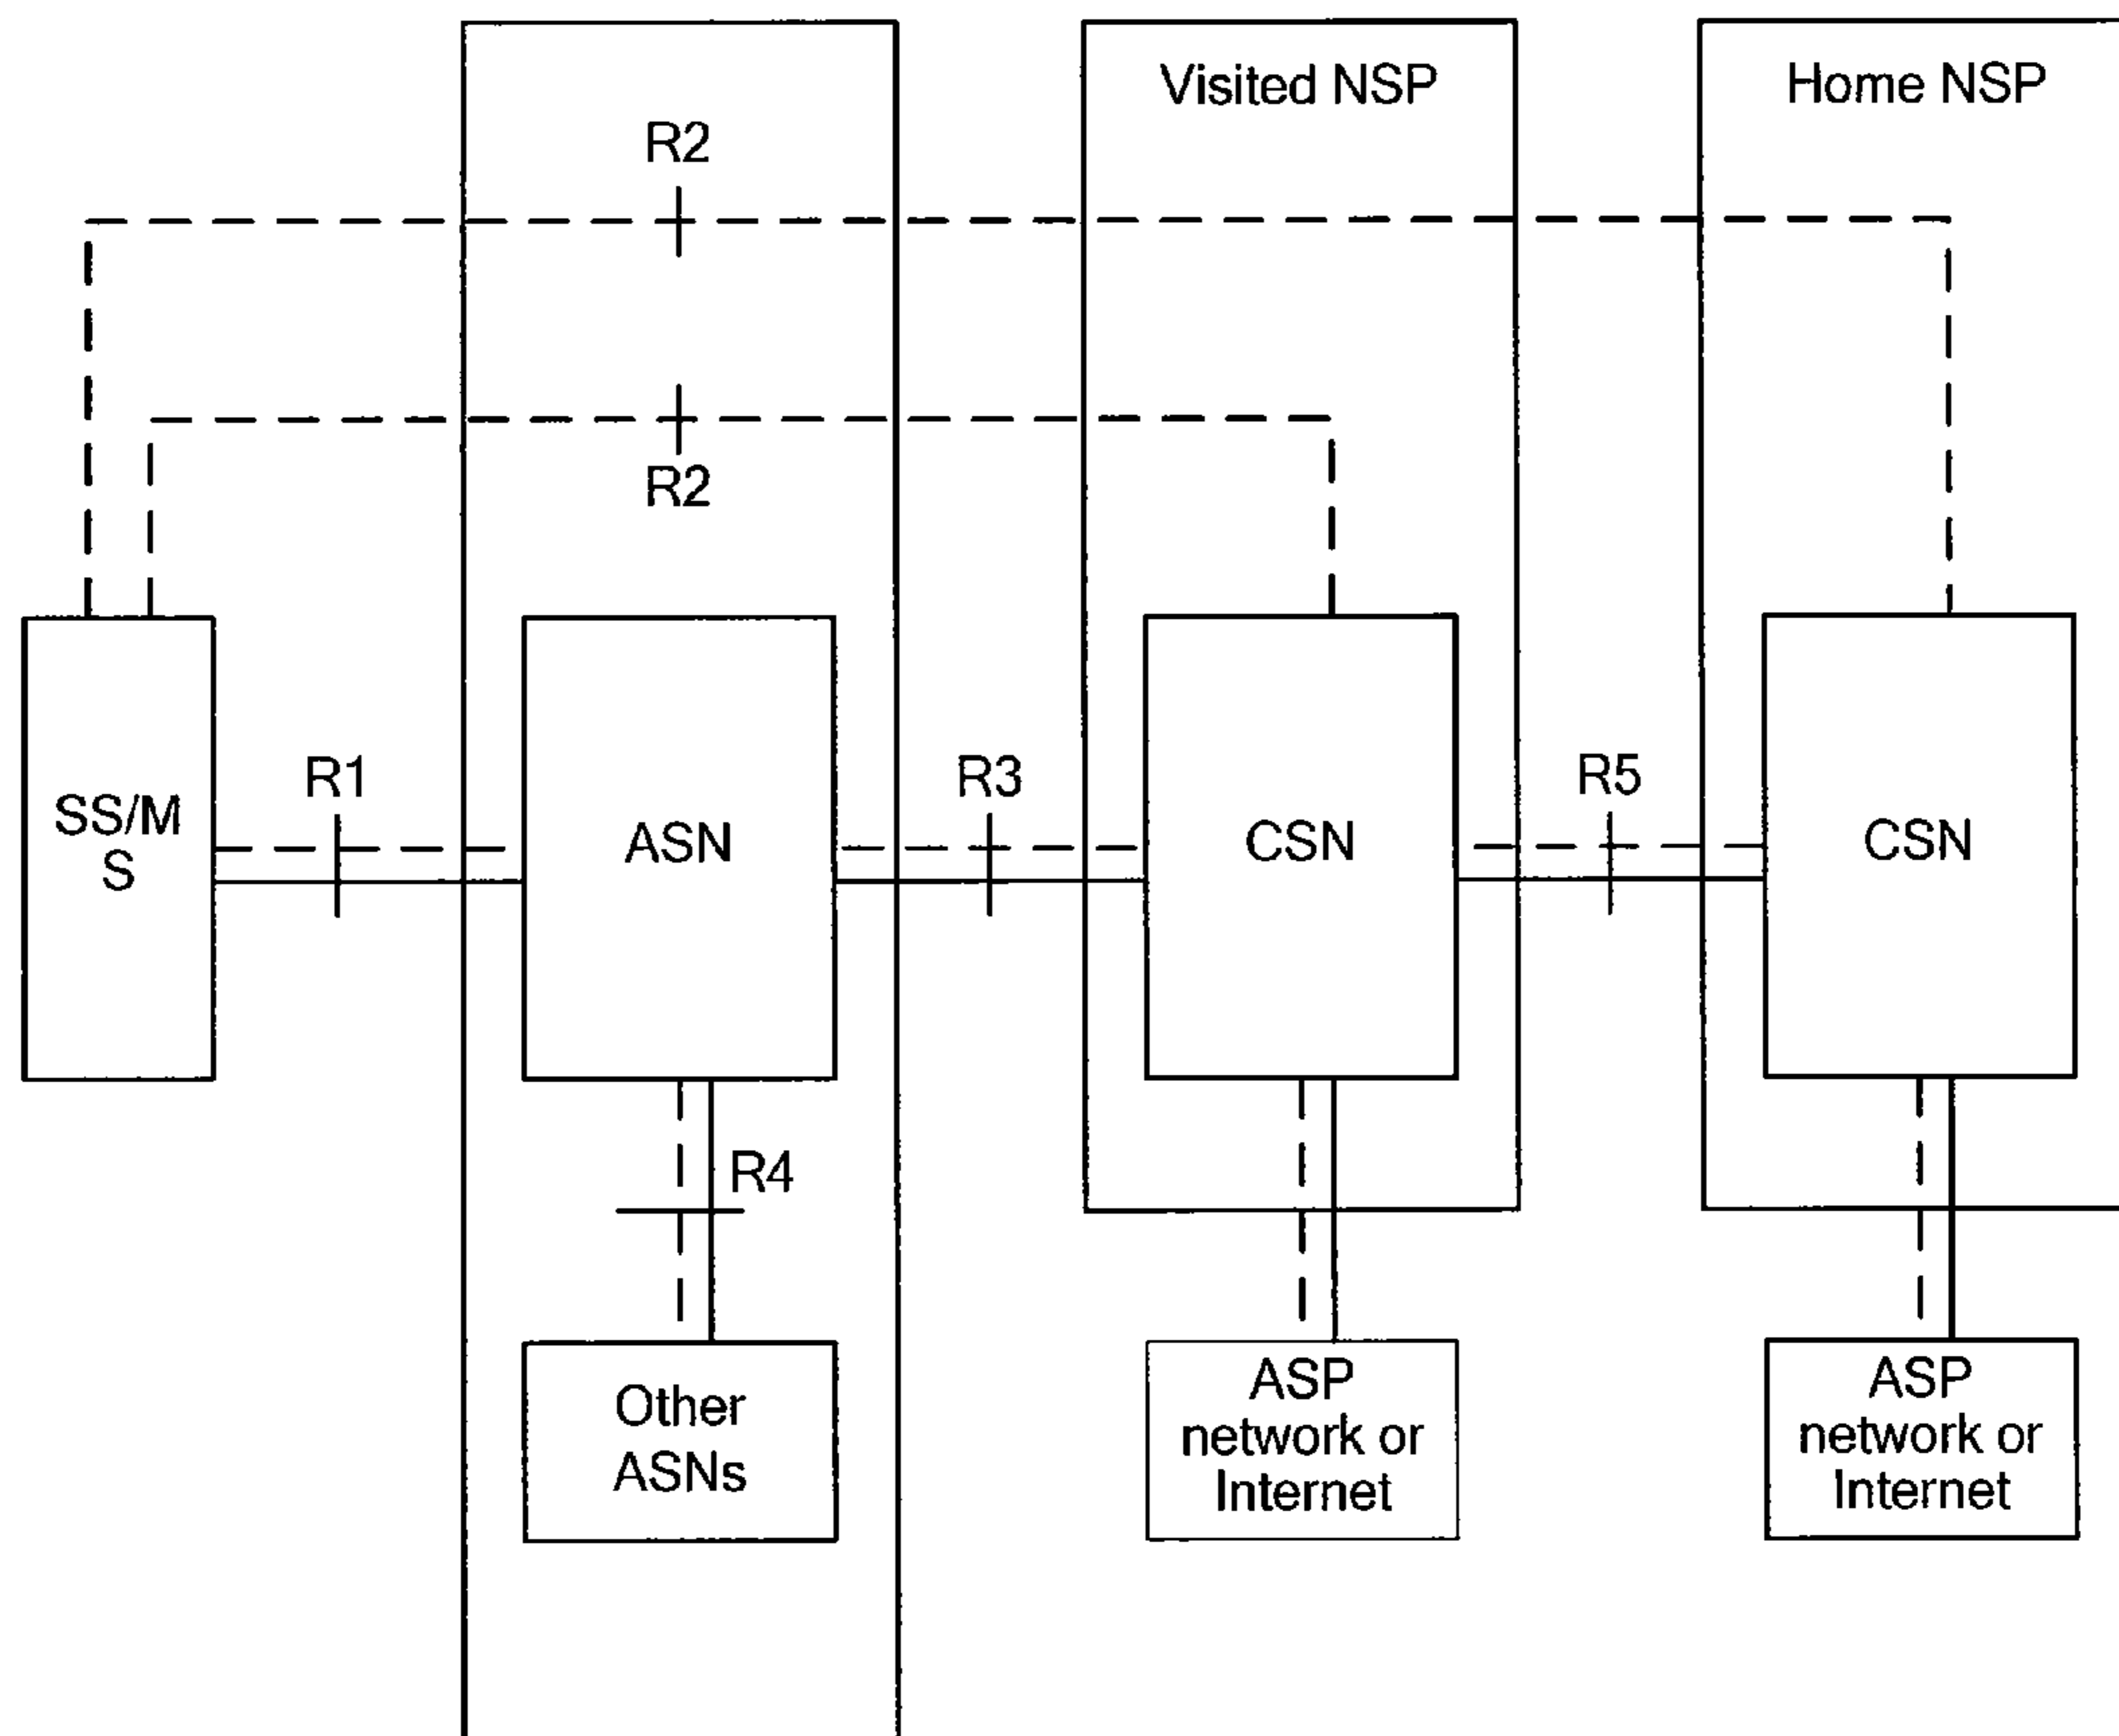 Visited NSP
Home NSP
R2
R2
SS/M
S
R1
ASN
R3
CSN
R5
CSN
R4
Other
ASNs
ASP
network or
Internet
ASP
network or
Internet